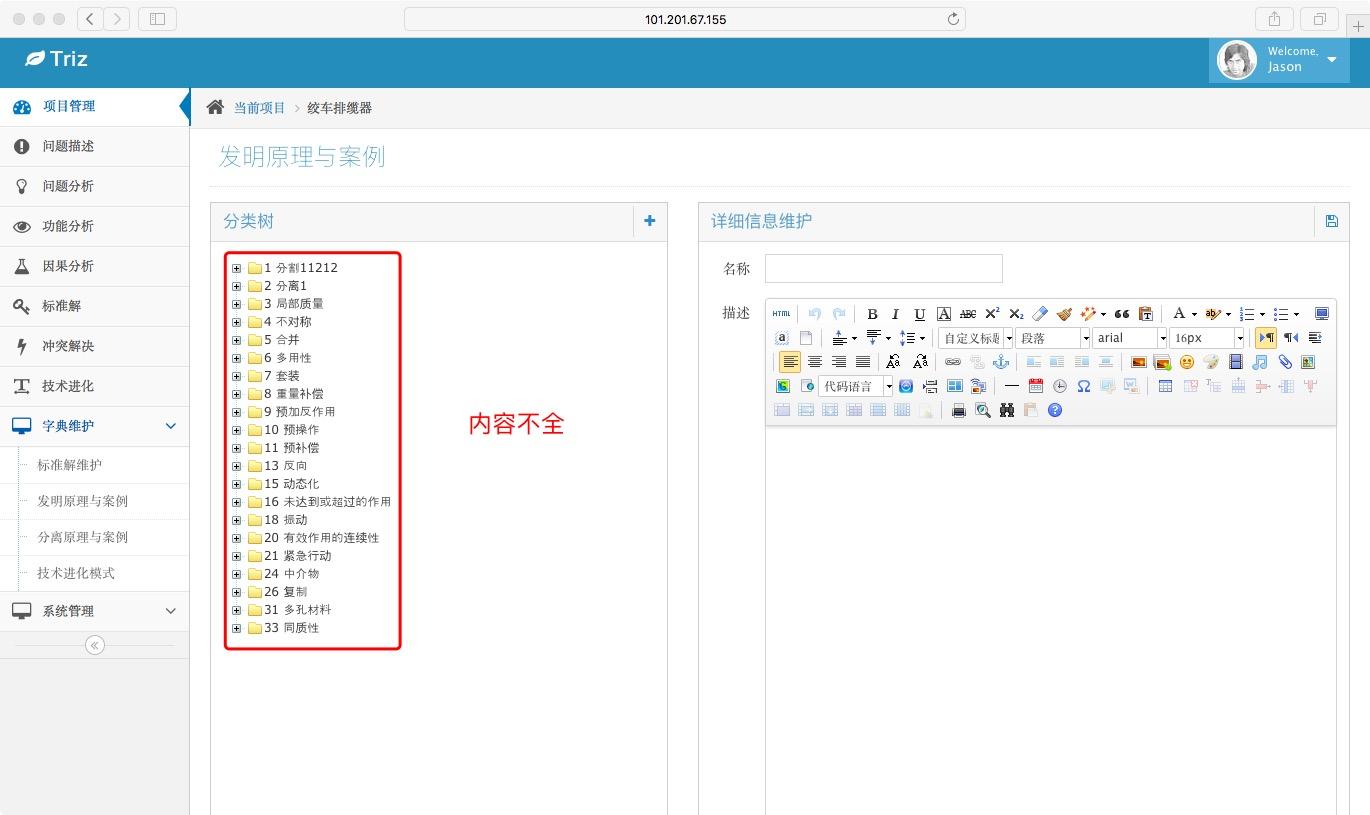 101.201.67.155
Triz
Welcome,
Jason
项目管理
问题描述
问题分析
功能分析
因果分析
标准解
冲突解决
技术进化
字典维护
标准解维护
发明原理与案例
分离原理与案例
技术进化模式
系统管理
当前项目 > 绞车排缆器
发明原理与案例
分类树
1 分割11212
2 分离1
3 局部质量
4 不对称
5 合并
6 多用性
7 套装
8 重量补偿
9 预加反作用
10 预操作
11 预补偿
13 反向
15 动态化
16 未达到或超过的作用
18 振动
20 有效作用的连续性
21 紧急行动
24 中介物
26 复制
31 多孔材料
33 同质性
内容不全
详细信息维护
名称
描述
HTML B I U A ABC X² X₂ A ab
a 自定义标题 段落 arial 16px
代码语言